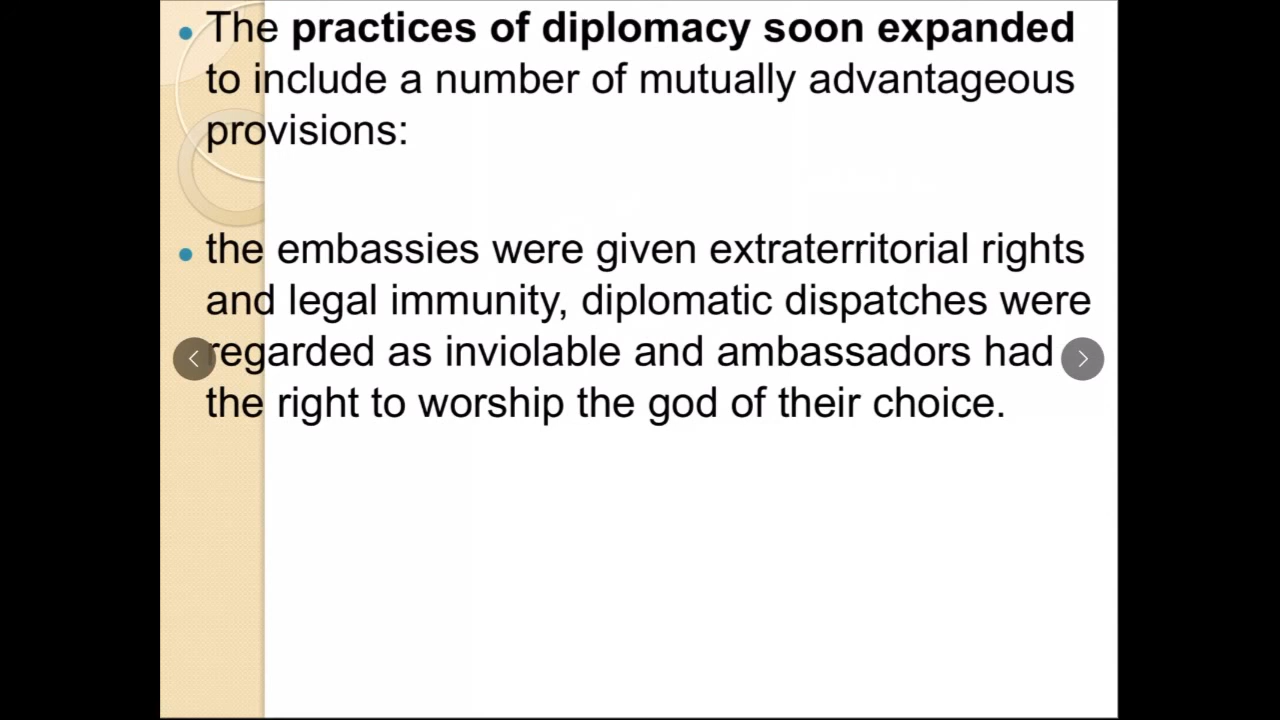 The practices of diplomacy soon expanded
to include a number of mutually advantageous
provisions:
the embassies were given extraterritorial rights
and legal immunity, diplomatic dispatches were
regarded as inviolable and ambassadors had
the right to worship the god of their choice.